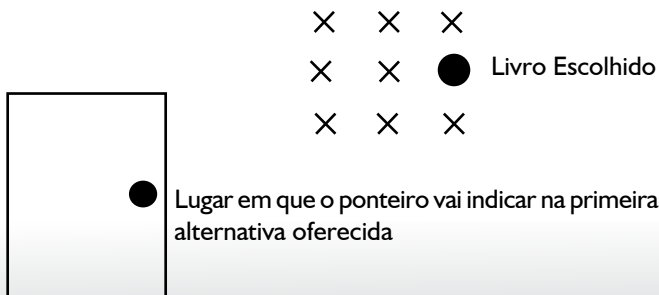 Livro Escolhido
Lugar em que o ponteiro vai indicar na primeira
alternativa oferecida